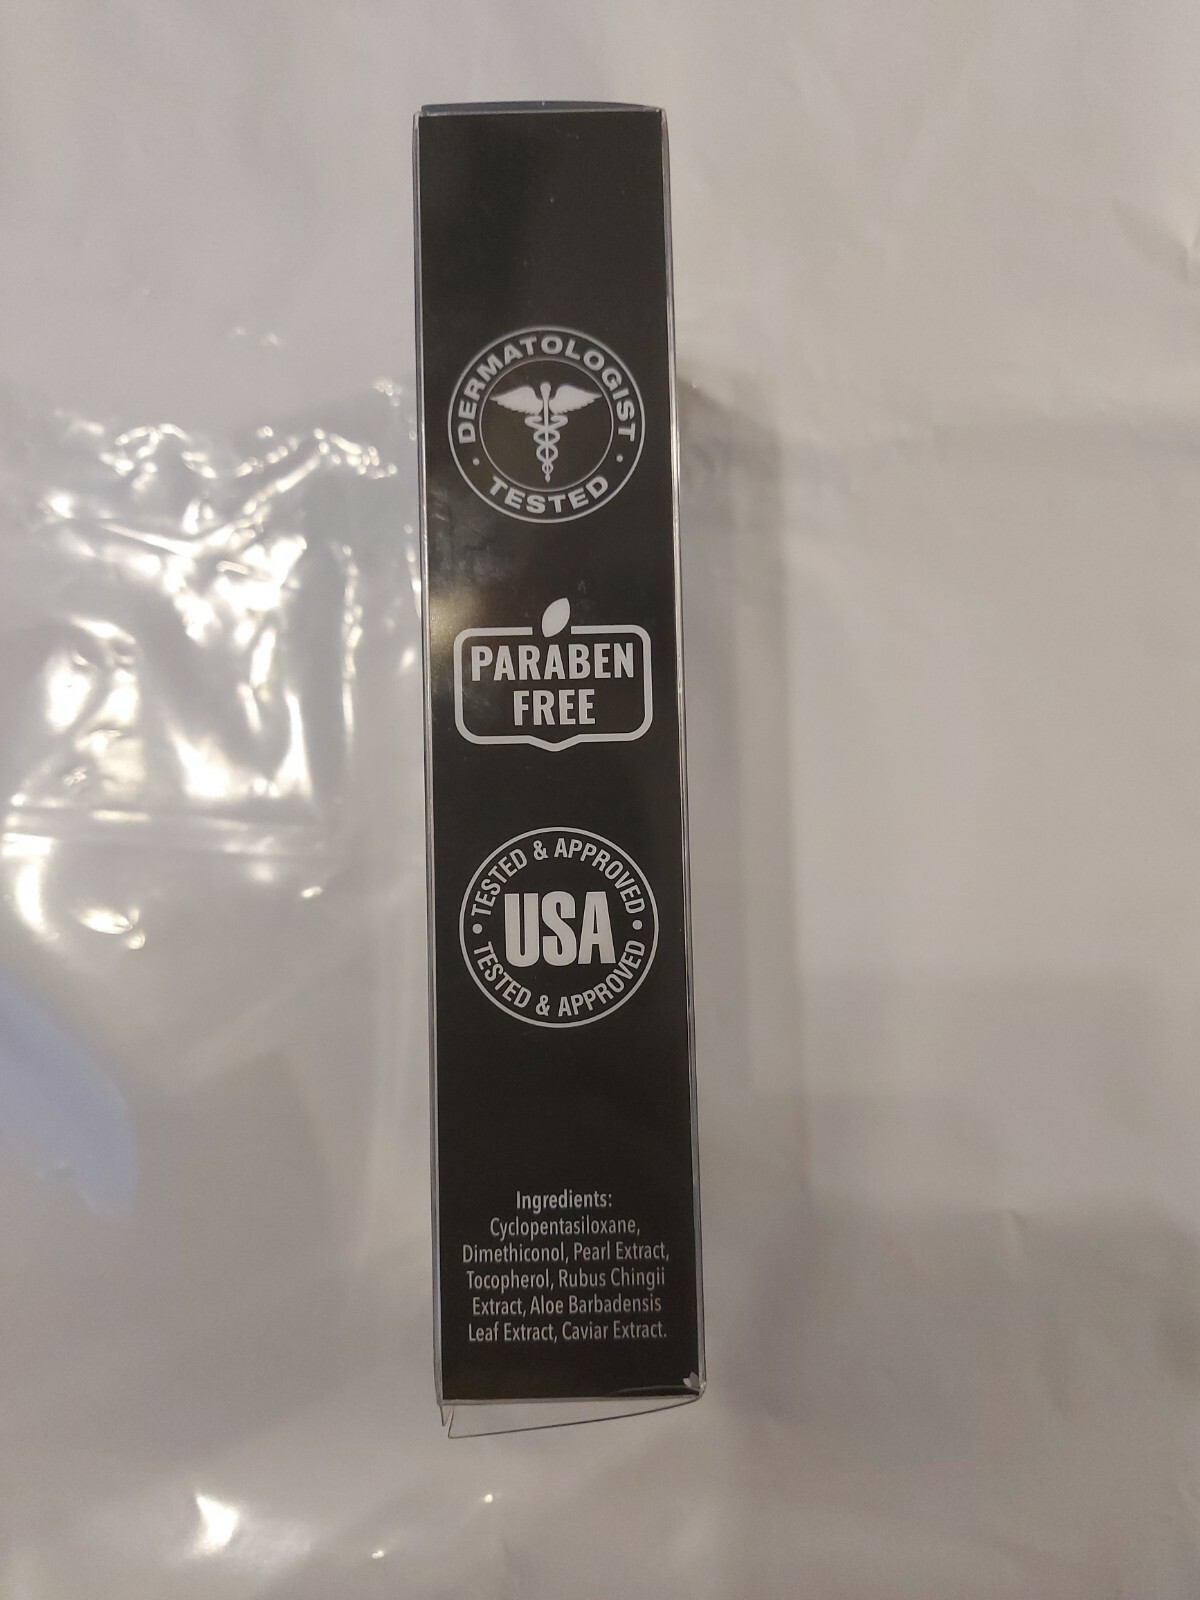 DERMATOLOGIST
TESTED
PARABEN
FREE
TESTED & APPROVED
USA
TESTED & APPROVED
Ingredients:
Cyclopentasiloxane,
Dimethiconol, Pearl Extract,
Tocopherol, Rubus Chingii
Extract, Aloe Barbadensis
Leaf Extract, Caviar Extract.